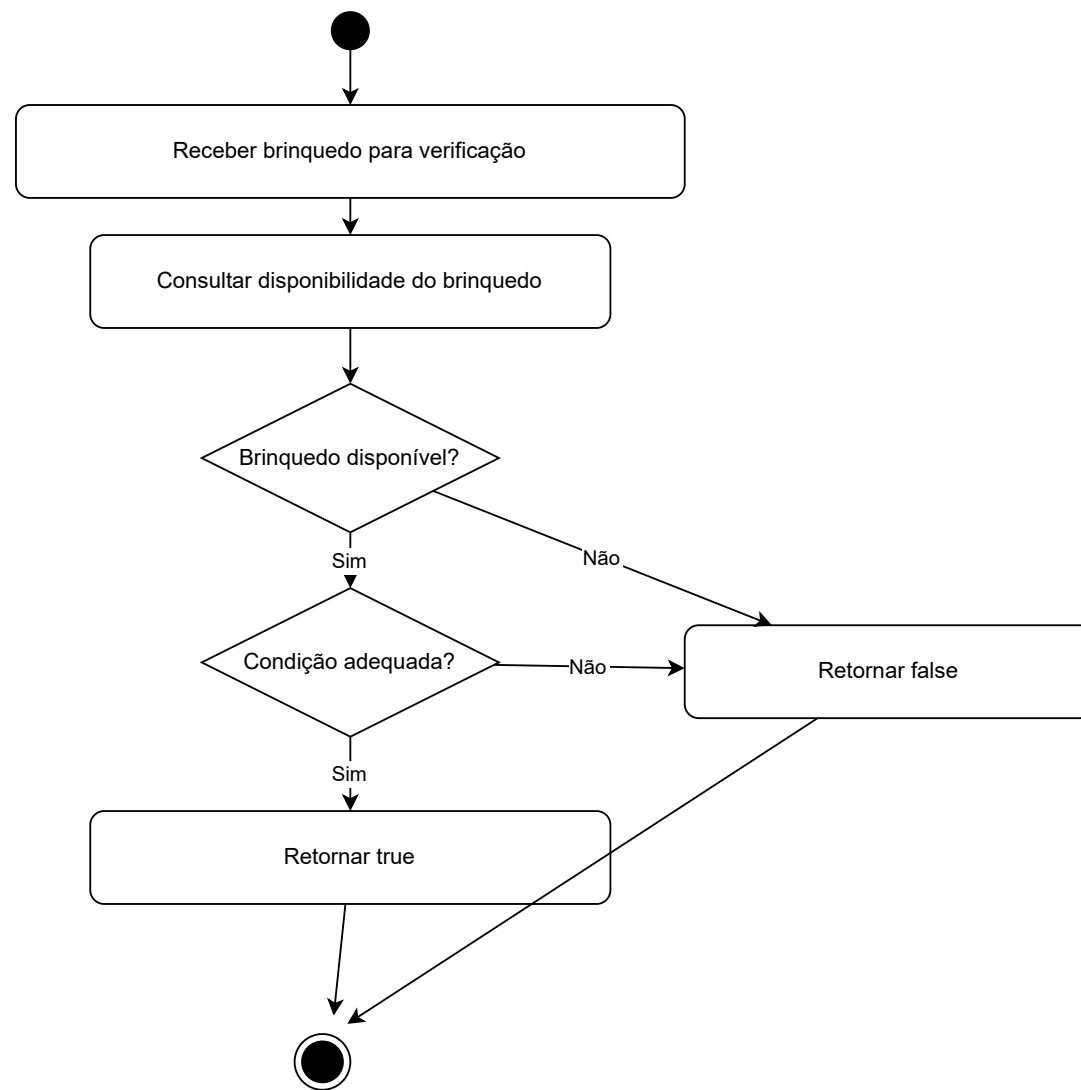 Receber brinquedo para verificação
Consultar disponibilidade do brinquedo
Brinquedo disponível?
Não
Sim
Condição adequada?
Não
Retornar false
Sim
Retornar true